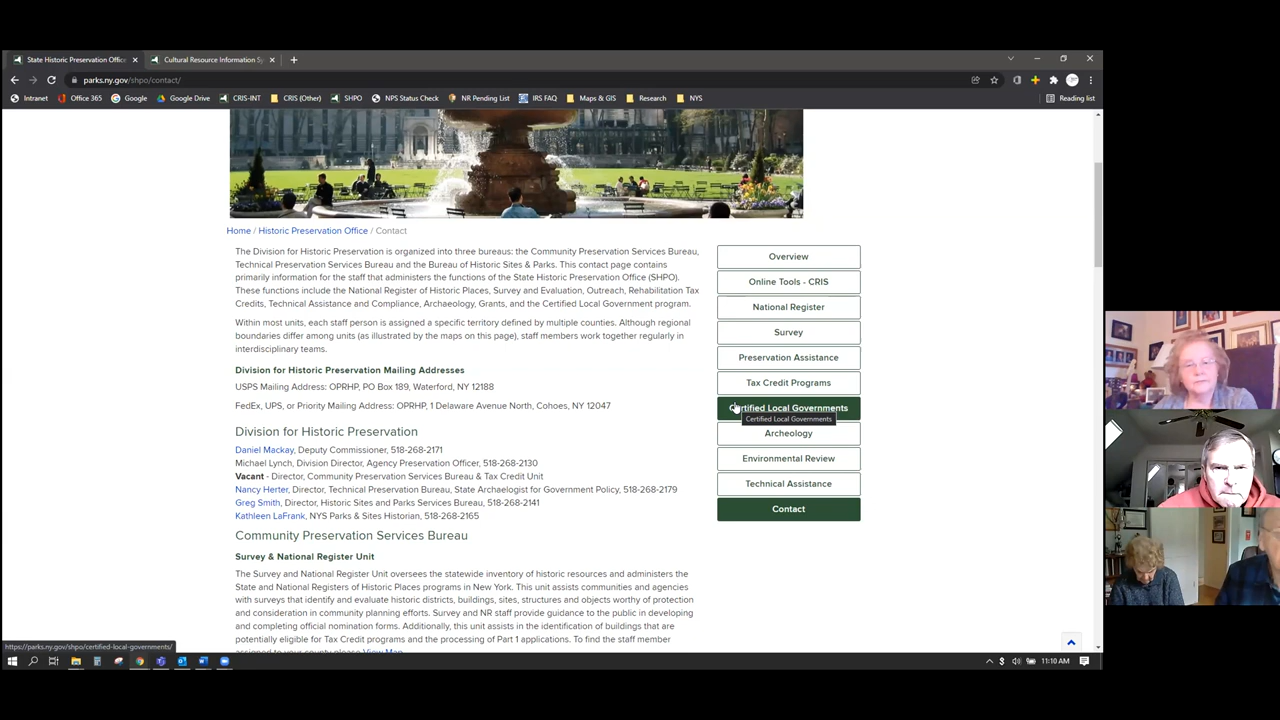 State Historic Preservation Office
Cultural Resource Information Sy
parks.ny.gov/shpo/contact/
Intranet
Office 365
Google
Google Drive
CRIS-INT
CRIS (Other)
SHPO
NPS Status Check
NR Pending List
IRS FAQ
Maps & GIS
Research
NYS
Reading list
Home / Historic Preservation Office / Contact
The Division for Historic Preservation is organized into three bureaus: the Community Preservation Services Bureau,
Technical Preservation Services Bureau and the Bureau of Historic Sites & Parks. This contact page contains
primarily information for the staff that administers the functions of the State Historic Preservation Office (SHPO).
These functions include the National Register of Historic Places, Survey and Evaluation, Outreach, Rehabilitation Tax
Credits, Technical Assistance and Compliance, Archaeology, Grants, and the Certified Local Government program.
Within most units, each staff person is assigned a specific territory defined by multiple counties. Although regional
boundaries differ among units (as illustrated by the maps on this page), staff members work together regularly in
interdisciplinary teams.
Division for Historic Preservation Mailing Addresses
USPS Mailing Address: OPRHP, PO Box 189, Waterford, NY 12188
FedEx, UPS, or Priority Mailing Address: OPRHP, 1 Delaware Avenue North, Cohoes, NY 12047
Division for Historic Preservation
Daniel Mackay, Deputy Commissioner, 518-268-2171
Michael Lynch, Division Director, Agency Preservation Officer, 518-268-2130
Vacant - Director, Community Preservation Services Bureau & Tax Credit Unit
Nancy Herter, Director, Technical Preservation Bureau, State Archaelogist for Government Policy, 518-268-2179
Greg Smith, Director, Historic Sites and Parks Services Bureau, 518-268-2141
Kathleen LaFrank, NYS Parks & Sites Historian, 518-268-2165
Community Preservation Services Bureau
Survey & National Register Unit
The Survey and National Register Unit oversees the statewide inventory of historic resources and administers the
State and National Registers of Historic Places programs in New York. This unit assists communities and agencies
with surveys that identify and evaluate historic districts, buildings, sites, structures and objects worthy of protection
and consideration in community planning efforts. Survey and NR staff provide guidance to the public in developing
and completing official nomination forms. Additionally, this unit assists in the identification of buildings that are
potentially eligible for Tax Credit programs and the processing of Part 1 applications. To find the staff member
assigned to your county please View Map
Overview
Online Tools - CRIS
National Register
Survey
Preservation Assistance
Tax Credit Programs
Certified Local Governments
Certified Local Governments
Archeology
Environmental Review
Technical Assistance
Contact
https://parks.ny.gov/shpo/certified-local-governments/
11:10 AM